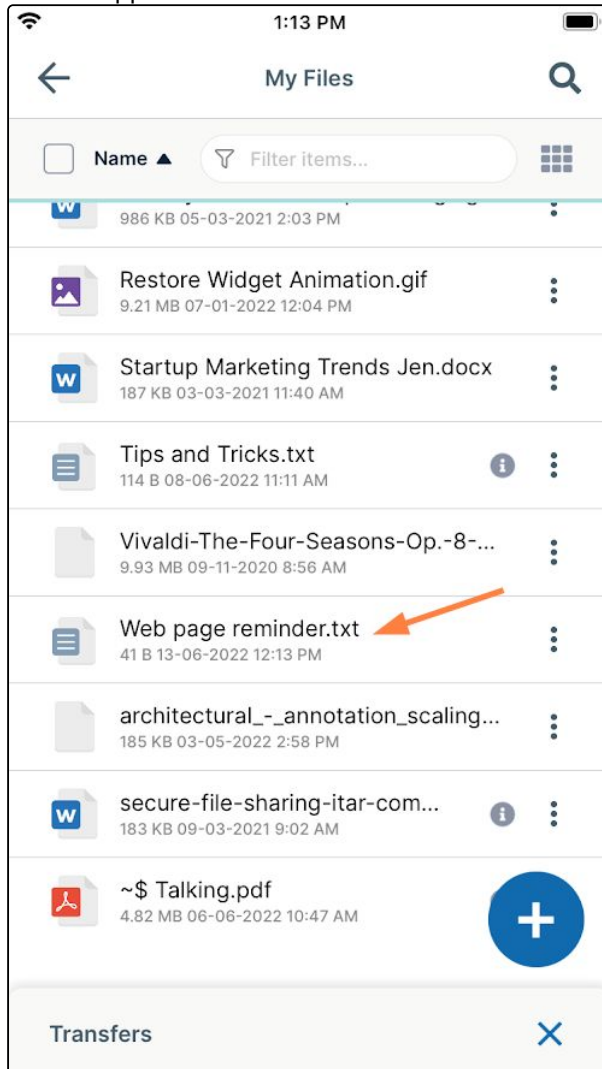 1:13 PM
My Files
Name ▲ Filter items...
986 KB 05-03-2021 2:03 PM
Restore Widget Animation.gif
9.21 MB 07-01-2022 12:04 PM
W Startup Marketing Trends Jen.docx
187 KB 03-03-2021 11:40 AM
Tips and Tricks.txt
114 B 08-06-2022 11:11 AM
Vivaldi-The-Four-Seasons-Op.-8-...
9.93 MB 09-11-2020 8:56 AM
Web page reminder.txt
41 B 13-06-2022 12:13 PM
architectural_-_annotation_scaling...
185 KB 03-05-2022 2:58 PM
W secure-file-sharing-itar-com...
183 KB 09-03-2021 9:02 AM
~$ Talking.pdf
4.82 MB 06-06-2022 10:47 AM
Transfers